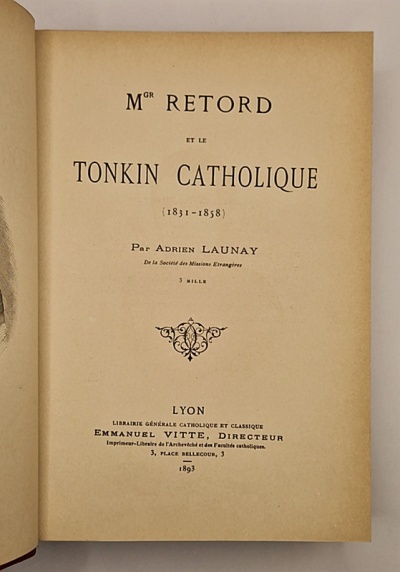 MGR RETORD
ET LE
TONKIN CATHOLIQUE
(1831-1858)
Par ADRIEN LAUNAY
De la Société des Missions Etrangères
3 MILLE
LYON
LIBRAIRIE GÉNÉRALE CATHOLIQUE ET CLASSIQUE
EMMANUEL VITTE, DIRECTEUR
Imprimeur-Libraire de l'Archevêché et des Facultés catholiques.
3, PLACE BELLECOUR, 3
1893